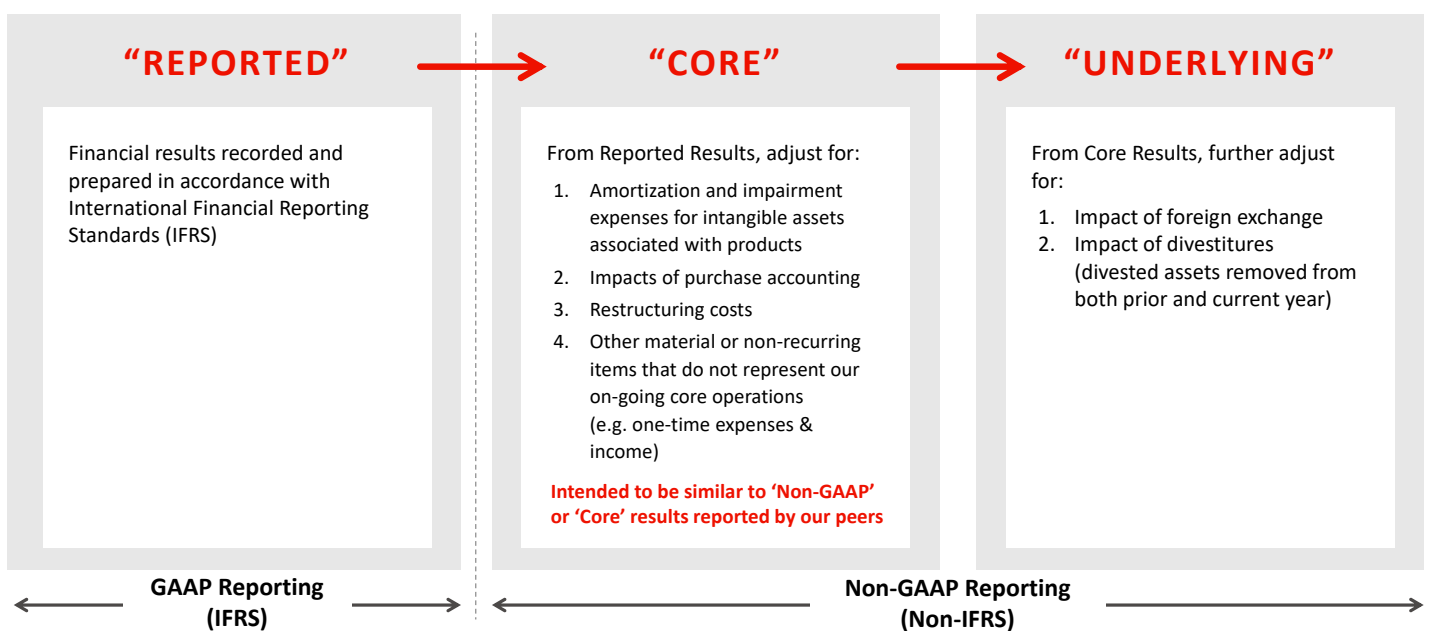 “REPORTED”
Financial results recorded and
prepared in accordance with
International Financial Reporting
Standards (IFRS)
“CORE”
From Reported Results, adjust for:
1. Amortization and impairment
expenses for intangible assets
associated with products
2. Impacts of purchase accounting
3. Restructuring costs
4. Other material or non-recurring
items that do not represent our
on-going core operations
(e.g. one-time expenses &
income)
Intended to be similar to ‘Non-GAAP’
or ‘Core’ results reported by our peers
“UNDERLYING”
From Core Results, further adjust
for:
1. Impact of foreign exchange
2. Impact of divestitures
(divested assets removed from
both prior and current year)
GAAP Reporting
(IFRS)
Non-GAAP Reporting
(Non-IFRS)